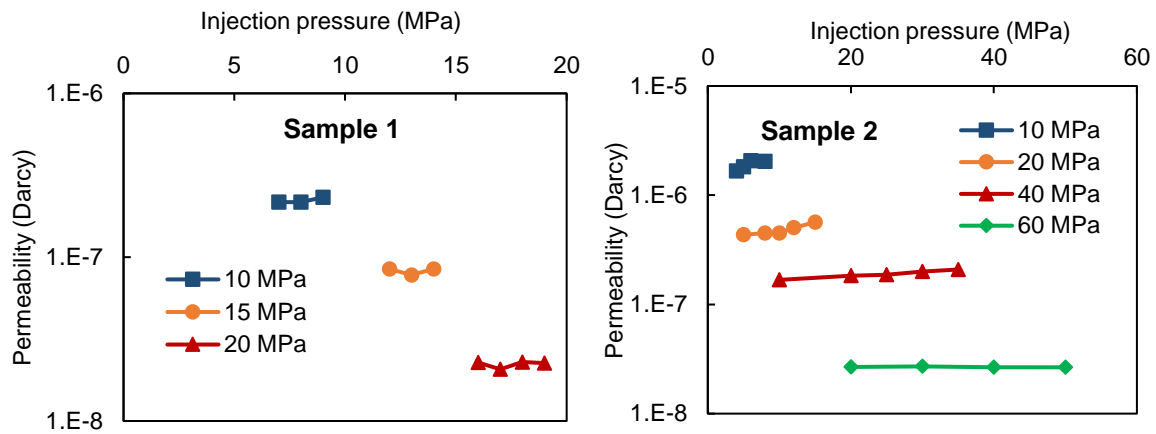 Injection pressure (MPa)
0 5 10 15 20
1.E-6
1.E-7
1.E-8
Permeability (Darcy)
Sample 1
10 MPa
15 MPa
20 MPa
Injection pressure (MPa)
0 20 40 60
1.E-5
1.E-6
1.E-7
1.E-8
Permeability (Darcy)
Sample 2
10 MPa
20 MPa
40 MPa
60 MPa